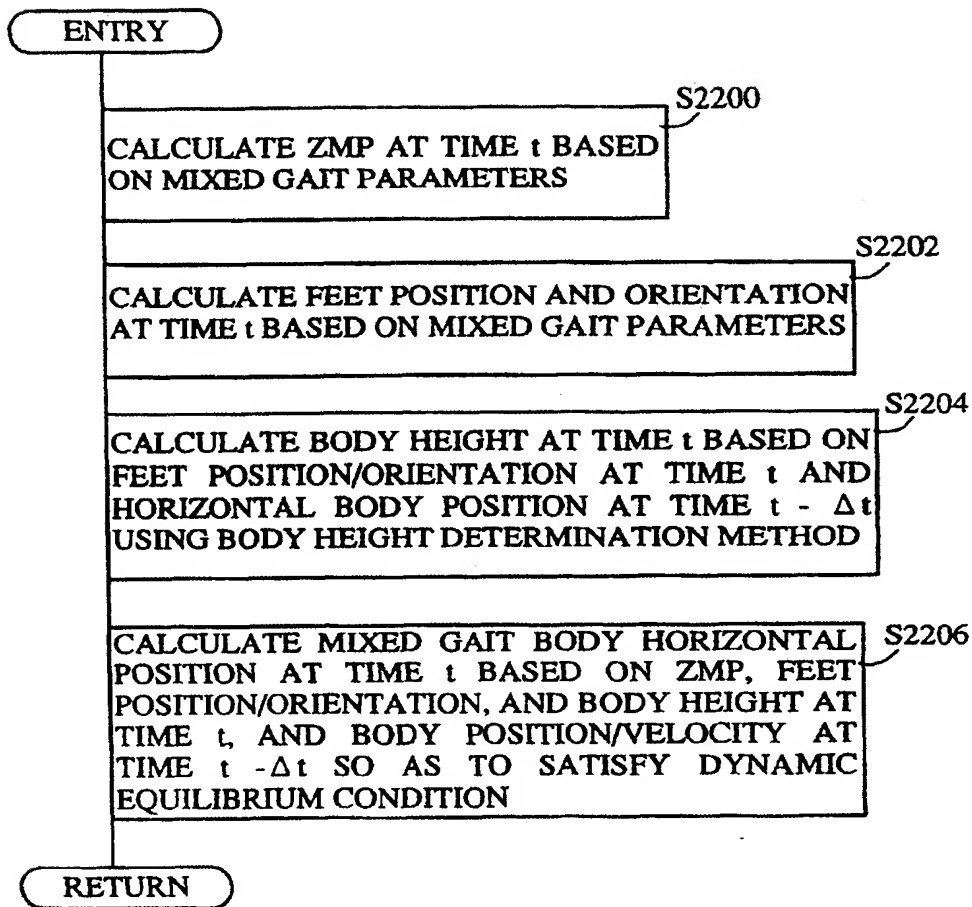 ENTRY
S2200
CALCULATE ZMP AT TIME t BASED
ON MIXED GAIT PARAMETERS
S2202
CALCULATE FEET POSITION AND ORIENTATION
AT TIME t BASED ON MIXED GAIT PARAMETERS
S2204
CALCULATE BODY HEIGHT AT TIME t BASED ON
FEET POSITION/ORIENTATION AT TIME t AND
HORIZONTAL BODY POSITION AT TIME t - Δt
USING BODY HEIGHT DETERMINATION METHOD
S2206
CALCULATE MIXED GAIT BODY HORIZONTAL
POSITION AT TIME t BASED ON ZMP, FEET
POSITION/ORIENTATION, AND BODY HEIGHT AT
TIME t, AND BODY POSITION/VELOCITY AT
TIME t -Δt SO AS TO SATISFY DYNAMIC
EQUILIBRIUM CONDITION
RETURN